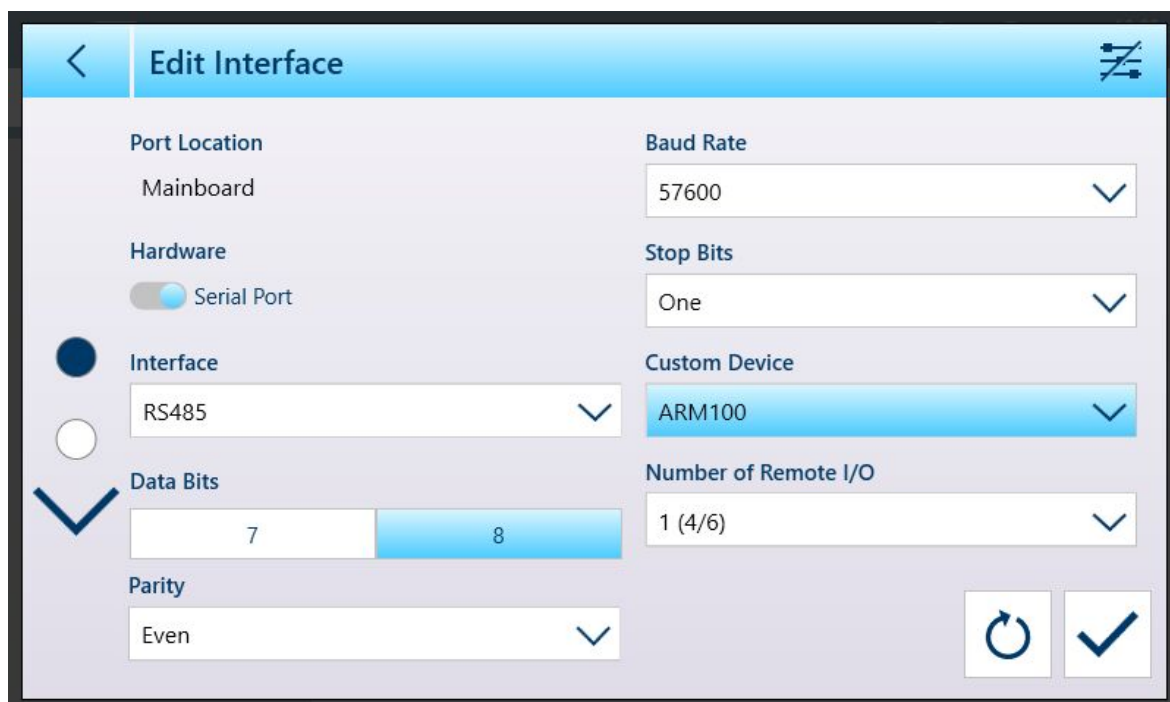 Edit Interface
Port Location
Mainboard
Hardware
Serial Port
Interface
RS485
Data Bits
7
8
Parity
Even
Baud Rate
57600
Stop Bits
One
Custom Device
ARM100
Number of Remote I/O
1 (4/6)